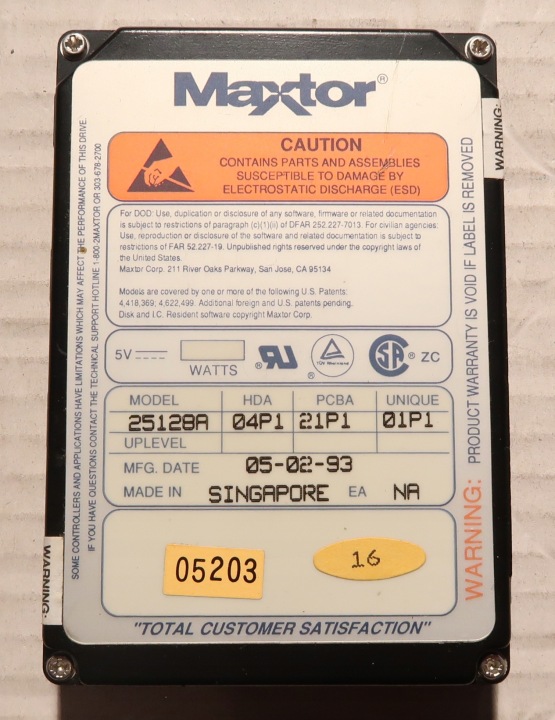 Maxtor®
CAUTION
CONTAINS PARTS AND ASSEMBLIES
SUSCEPTIBLE TO DAMAGE BY
ELECTROSTATIC DISCHARGE (ESD)
For DOD: Use, duplication or disclosure of any software, firmware or related documentation
is subject to restrictions of paragraph (c)(1)(ii) of DFAR 252.227-7013. For civilian agencies:
Use, reproduction or disclosure of the software and related documentation is subject to
restrictions of FAR 52.227-19. Unpublished rights reserved under the copyright laws of
the United States.
Maxtor Corp. 211 River Oaks Parkway, San Jose, CA 95134
Models are covered by one or more of the following U.S. Patents:
4,418,369; 4,622,499. Additional foreign and U.S. patents pending.
Disk and I.C. Resident software copyright Maxtor Corp.
5V
WATTS
® ® ZC
MODEL HDA PCBA UNIQUE
25128A 04P1 21P1 01P1
UPLEVEL
MFG. DATE 05-02-93
MADE IN SINGAPORE EA NA
05203
16
"TOTAL CUSTOMER SATISFACTION"
SOME CONTROLLERS AND APPLICATIONS HAVE LIMITATIONS WHICH MAY AFFECT THE PERFORMANCE OF THIS DRIVE.
IF YOU HAVE QUESTIONS CONTACT THE TECHNICAL SUPPORT HOTLINE 1-800-2MAXTOR OR 303-678-2700
WARNING: PRODUCT WARRANTY IS VOID IF LABEL IS REMOVED
WARNING:
WARNING: